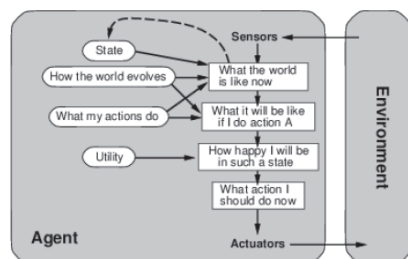 Sensors
State
How the world evolves
What the world
is like now
What my actions do
What it will be like
if I do action A
Utility
How happy I will be
in such a state
What action I
should do now
Agent
Actuators
Environment